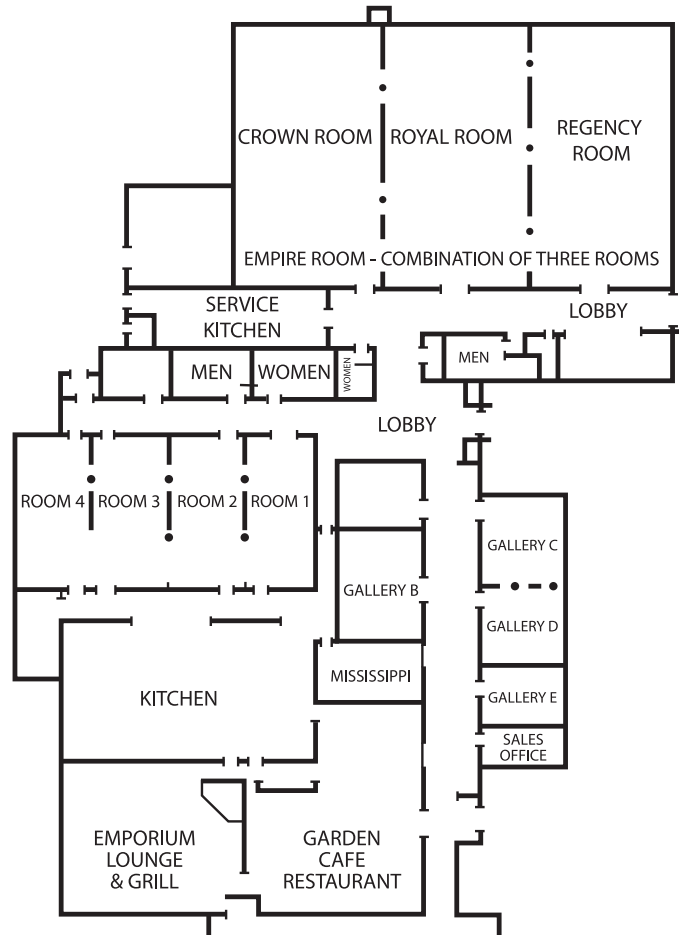 CROWN ROOM
ROYAL ROOM
REGENCY
ROOM
EMPIRE ROOM - COMBINATION OF THREE ROOMS
SERVICE
KITCHEN
LOBBY
MEN
WOMEN
WOMEN
MEN
LOBBY
ROOM 4
ROOM 3
ROOM 2
ROOM 1
GALLERY C
GALLERY B
GALLERY D
MISSISSIPPI
KITCHEN
GALLERY E
SALES
OFFICE
EMPORIUM
LOUNGE
& GRILL
GARDEN
CAFE
RESTAURANT